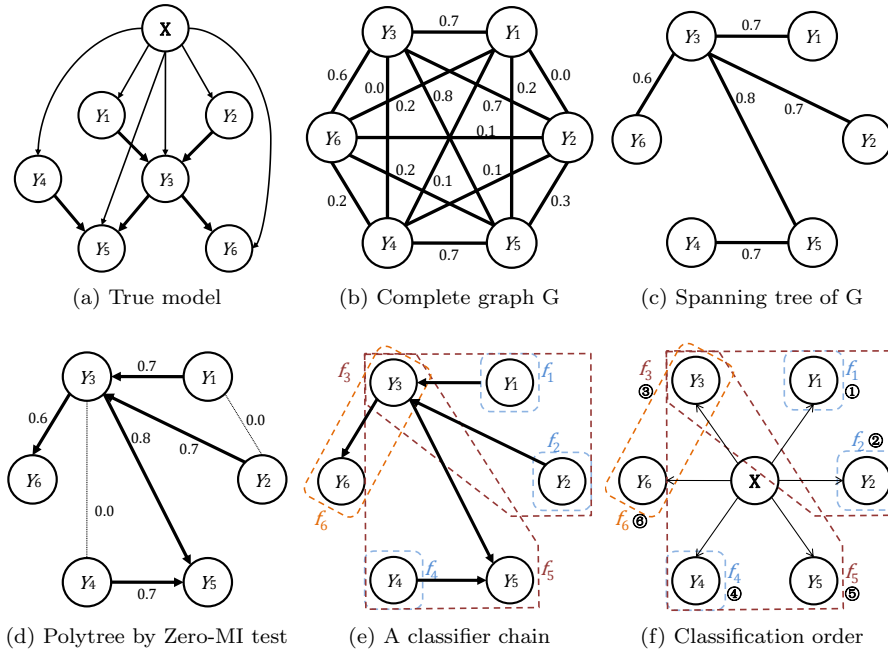 X
Y1
Y2
Y4
Y3
Y5
Y6
(a) True model
0.7
Y3
Y1
0.6
0.0
0.8
0.0
0.2
0.7
0.2
Y6
0.1
Y2
0.2
0.2
0.1
0.1
0.3
Y4
Y5
0.7
(b) Complete graph G
Y3
0.7
Y1
0.6
0.8
0.7
Y6
Y2
Y4
Y5
0.7
(c) Spanning tree of G
Y3
0.7
Y1
0.6
0.8
0.7
0.0
Y6
Y2
0.0
Y4
0.7
Y5
(d) Polytree by Zero-MI test
f3
Y3
Y1
f1
f2
Y6
Y2
f6
Y4
f4
Y5
f5
(e) A classifier chain
f3
③
Y3
Y1
f1
①
f2 ②
Y6
X
Y2
f6 ⑥
Y4
f4
④
Y5
f5
⑤
(f) Classification order